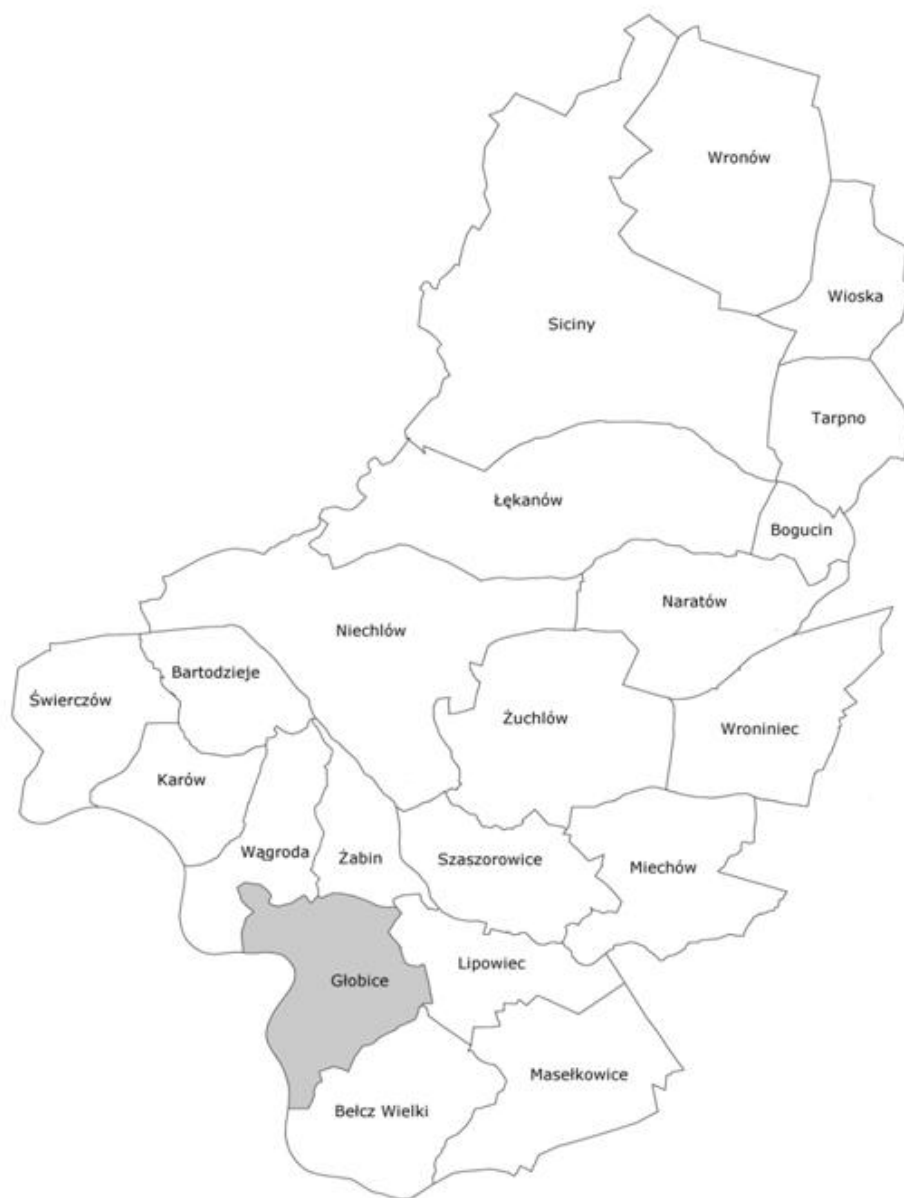 Wronów
Wioska
Siciny
Tarpno
Łękanów
Bogucin
Naratów
Niechlów
Bartodzieje
Świerczów
Żuchlów
Wroniniec
Karów
Wągroda
Żabin
Szaszorowice
Miechów
Lipowiec
Głobice
Masełkowice
Bełcz Wielki